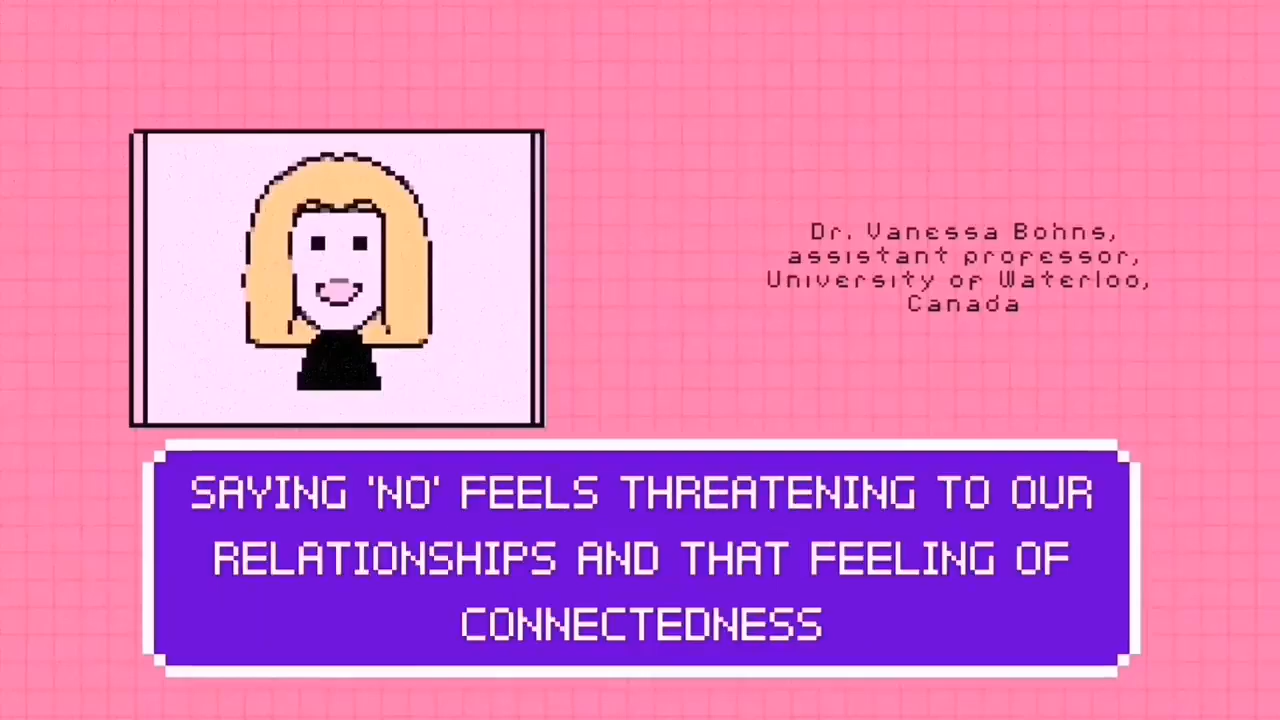 Dr. Vanessa Bohns,
assistant professor,
University of Waterloo,
Canada
SAYING 'NO' FEELS THREATENING TO OUR
RELATIONSHIPS AND THAT FEELING OF
CONNECTEDNESS